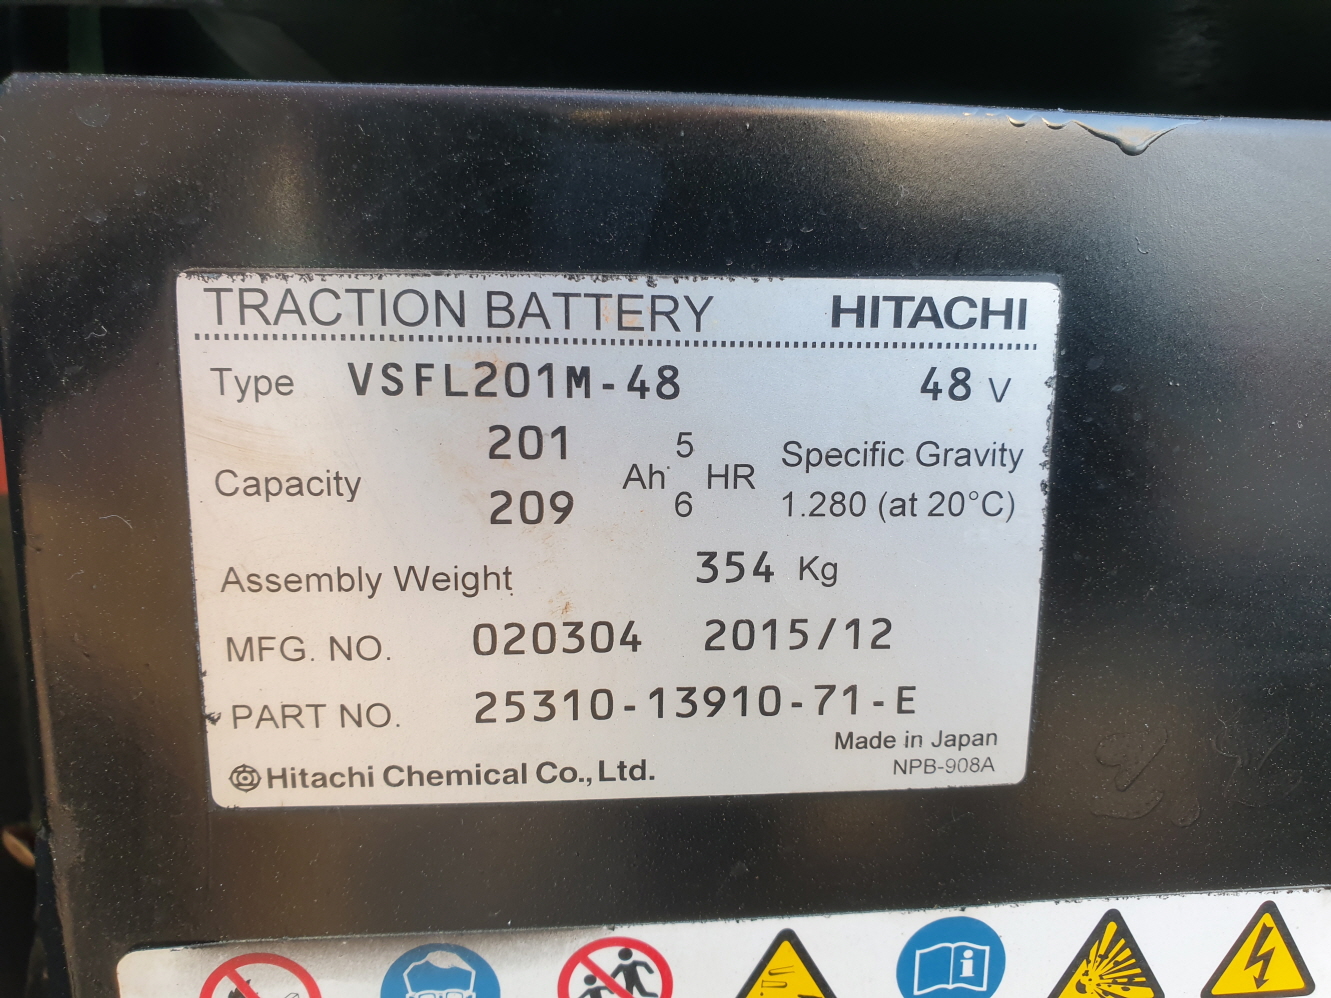 TRACTION BATTERY HITACHI
Type VSFL201M-48 48 V
201 5 Specific Gravity
Capacity Ah HR
209 6 1.280 (at 20°C)
Assembly Weight 354 Kg
MFG. NO. 020304 2015/12
PART NO. 25310-13910-71-E
Made in Japan
Hitachi Chemical Co., Ltd. NPB-908A